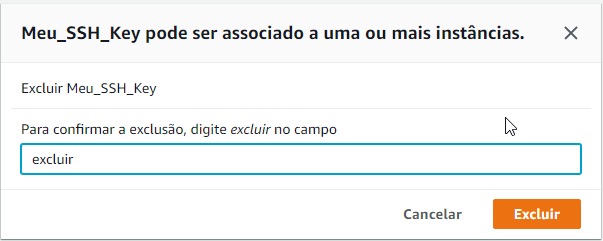 Meu_SSH_Key pode ser associado a uma ou mais instâncias.
Excluir Meu_SSH_Key
Para confirmar a exclusão, digite excluir no campo
excluir
Cancelar Excluir